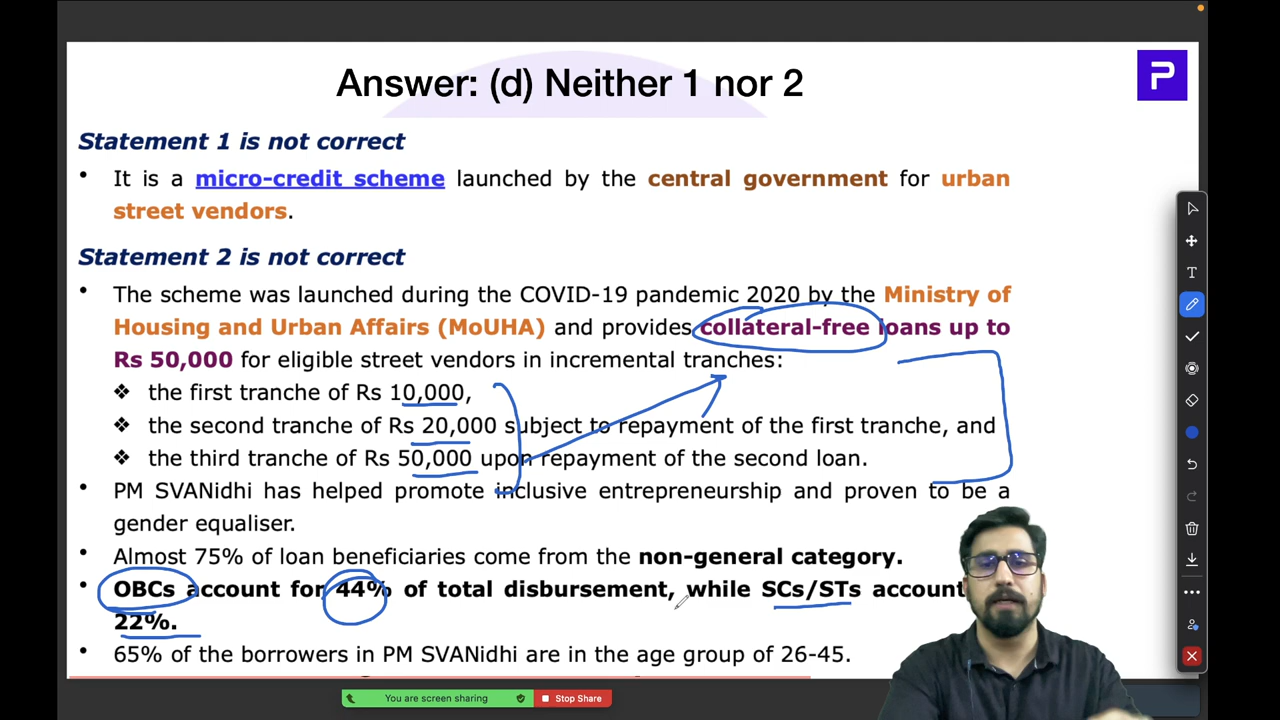 Answer: (d) Neither 1 nor 2
Statement 1 is not correct
• It is a micro-credit scheme launched by the central government for urban
street vendors.
Statement 2 is not correct
• The scheme was launched during the COVID-19 pandemic 2020 by the Ministry of
Housing and Urban Affairs (MoUHA) and provides collateral-free loans up to
Rs 50,000 for eligible street vendors in incremental tranches:
❖ the first tranche of Rs 10,000,
❖ the second tranche of Rs 20,000 subject to repayment of the first tranche, and
❖ the third tranche of Rs 50,000 upon repayment of the second loan.
• PM SVANidhi has helped promote inclusive entrepreneurship and proven to be a
gender equaliser.
• Almost 75% of loan beneficiaries come from the non-general category.
• OBCs account for 44% of total disbursement, while SCs/STs account
22%.
• 65% of the borrowers in PM SVANidhi are in the age group of 26-45.
You are screen sharing
Stop Share